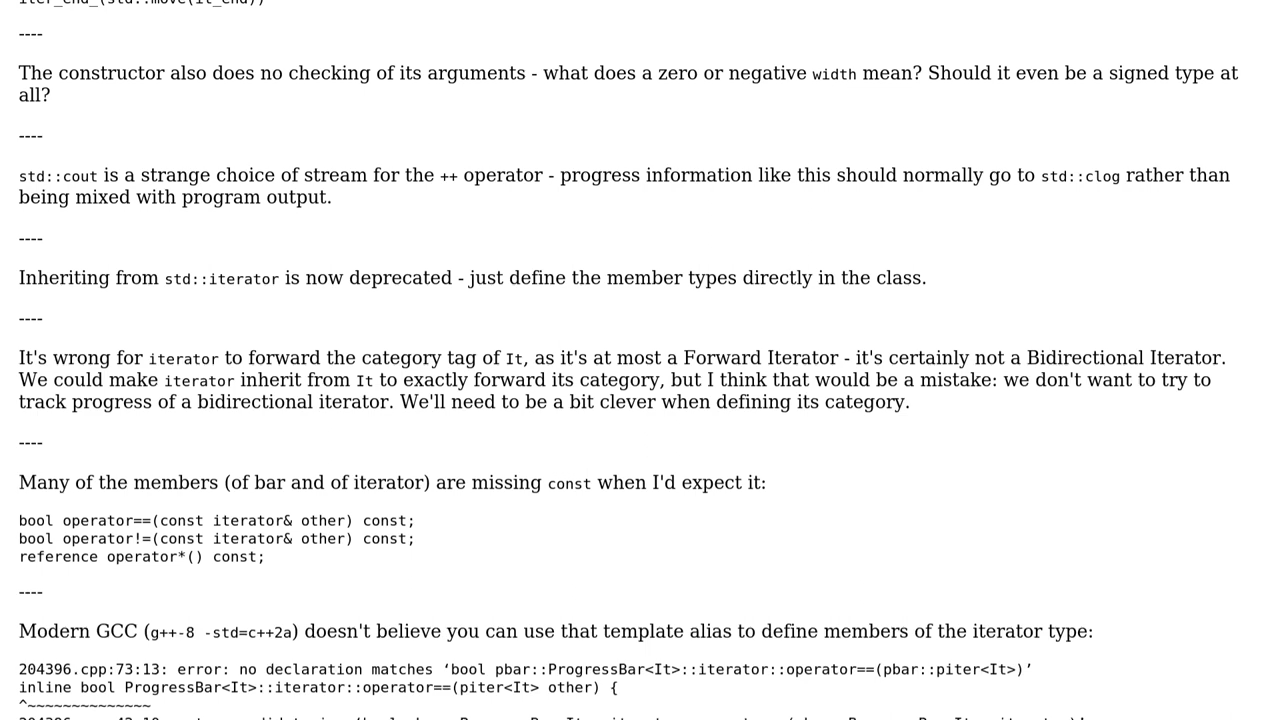 iter_end_(std::move(it_end))
----
The constructor also does no checking of its arguments - what does a zero or negative width mean? Should it even be a signed type at
all?
----
std::cout is a strange choice of stream for the ++ operator - progress information like this should normally go to std::clog rather than
being mixed with program output.
----
Inheriting from std::iterator is now deprecated - just define the member types directly in the class.
----
It's wrong for iterator to forward the category tag of It, as it's at most a Forward Iterator - it's certainly not a Bidirectional Iterator.
We could make iterator inherit from It to exactly forward its category, but I think that would be a mistake: we don't want to try to
track progress of a bidirectional iterator. We'll need to be a bit clever when defining its category.
----
Many of the members (of bar and of iterator) are missing const when I'd expect it:
bool operator==(const iterator& other) const;
bool operator!=(const iterator& other) const;
reference operator*() const;
----
Modern GCC (g++-8 -std=c++2a) doesn't believe you can use that template alias to define members of the iterator type:
204396.cpp:73:13: error: no declaration matches ‘bool pbar::ProgressBar<It>::iterator::operator==(pbar::piter<It>)’
inline bool ProgressBar<It>::iterator::operator==(piter<It> other) {
^~~~~~~~~~~~~~~